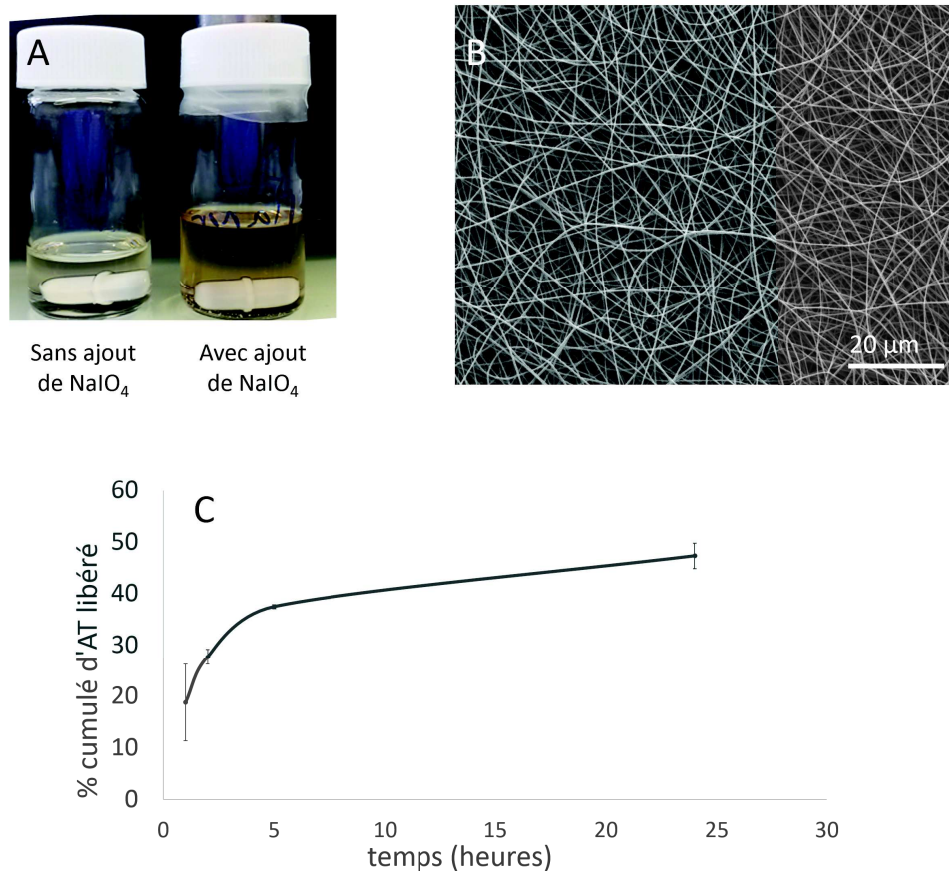 A
B
Sans ajout
de NaIO₄
Avec ajout
de NaIO₄
20 µm
C
% cumulé d'AT libéré
60
50
40
30
20
10
0
0 5 10 15 20 25 30
temps (heures)